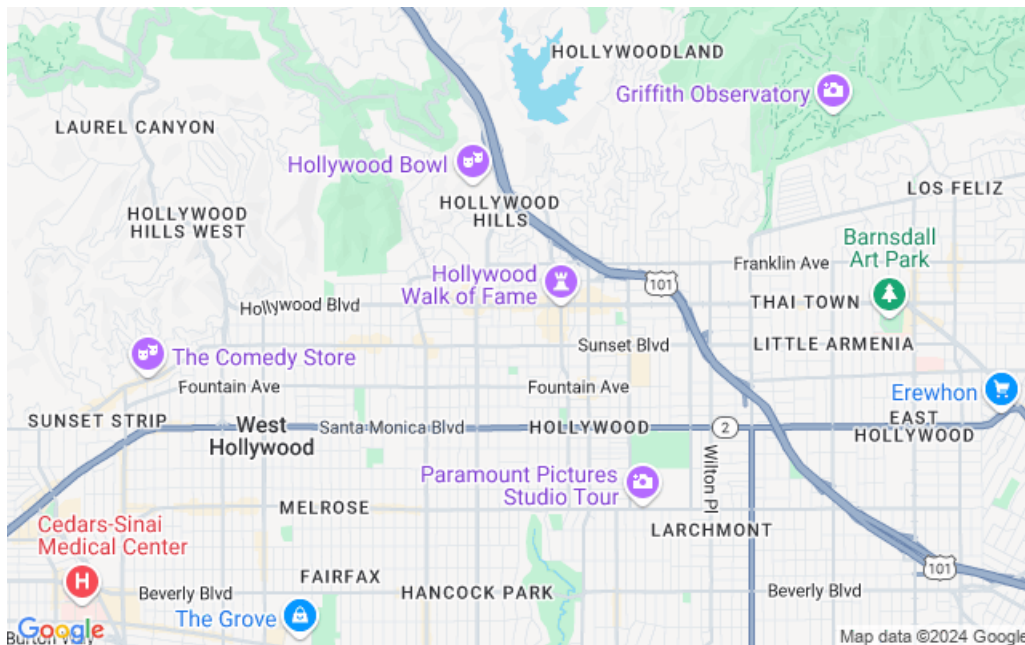 HOLLYWOODLAND
Griffith Observatory
LAUREL CANYON
Hollywood Bowl
LOS FELIZ
HOLLYWOOD
HILLS
HOLLYWOOD
HILLS WEST
Barnsdall
Art Park
Franklin Ave
Hollywood
Walk of Fame
101
Hollywood Blvd
THAI TOWN
Sunset Blvd
LITTLE ARMENIA
The Comedy Store
Fountain Ave
Fountain Ave
Erewhon
SUNSET STRIP
West
Hollywood
Santa Monica Blvd
HOLLYWOOD
2
EAST
HOLLYWOOD
Wilton Pl
Paramount Pictures
Studio Tour
MELROSE
LARCHMONT
Cedars-Sinai
Medical Center
H
101
FAIRFAX
Beverly Blvd
HANCOCK PARK
Beverly Blvd
The Grove
Google
Map data ©2024 Google